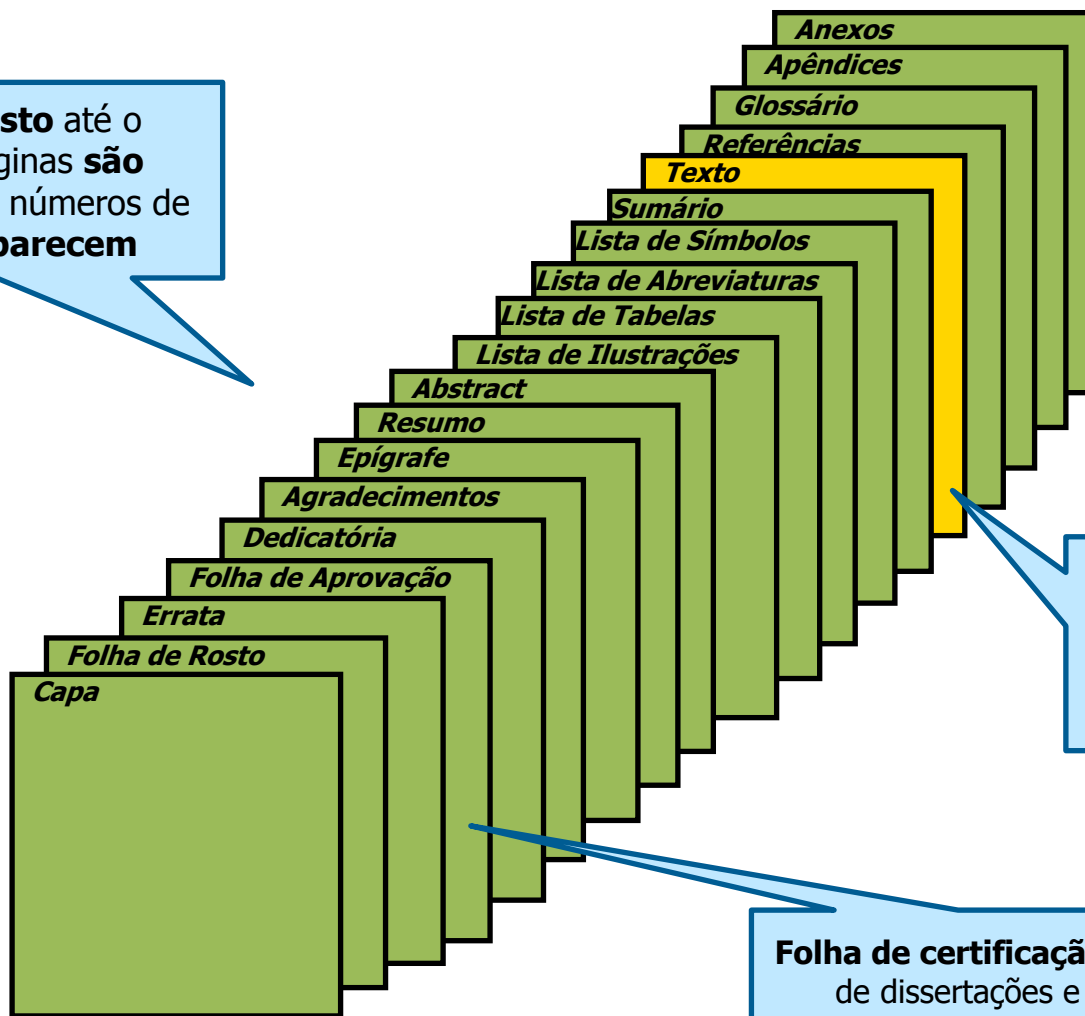 Anexos
Apêndices
Glossário
Referências
Texto
Sumário
Lista de Símbolos
Lista de Abreviaturas
Lista de Tabelas
Lista de Ilustrações
Abstract
Resumo
Epígrafe
Agradecimentos
Dedicatória
Folha de Aprovação
Errata
Folha de Rosto
Capa
sto até o
ginas são
números de
parecem
Folha de certificaçã
de dissertações e